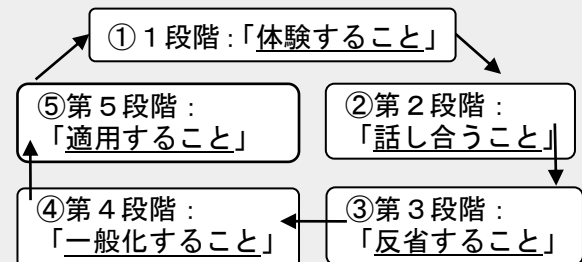 ①１段階：「体験すること」
②第２段階：
「話し合うこと」
③第３段階：
「反省すること」
④第４段階：
「一般化すること」
⑤第５段階：
「適用すること」